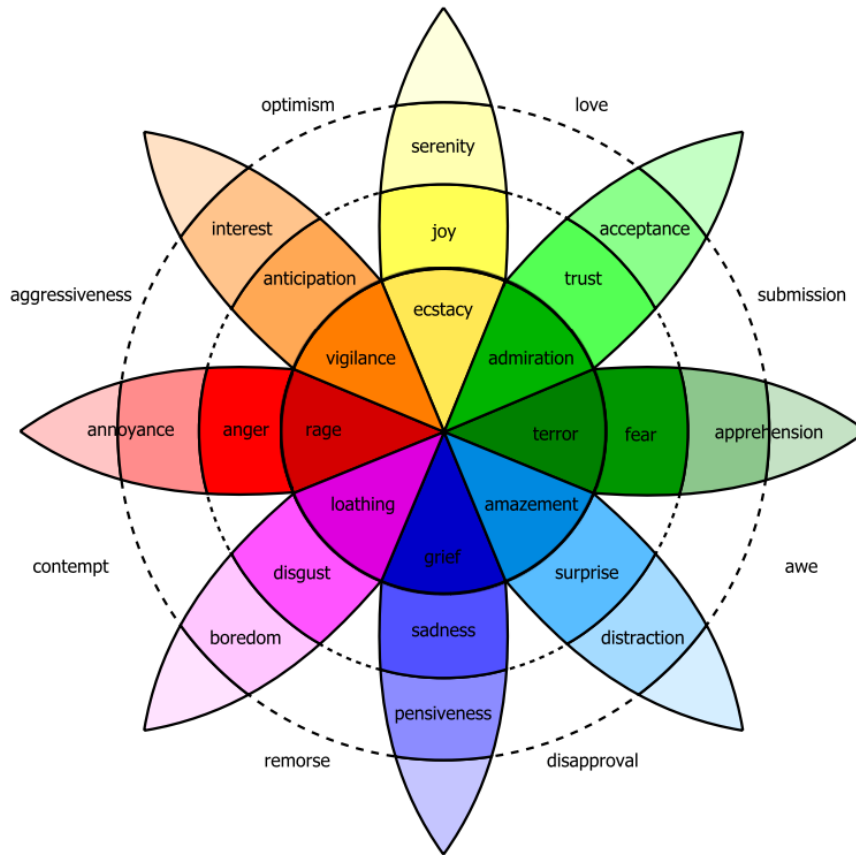 optimism
love
serenity
interest
acceptance
joy
anticipation
trust
aggressiveness
submission
ecstacy
vigilance
admiration
annoyance
anger
rage
terror
fear
apprehension
loathing
amazement
grief
contempt
disgust
surprise
awe
sadness
boredom
distraction
pensiveness
remorse
disapproval